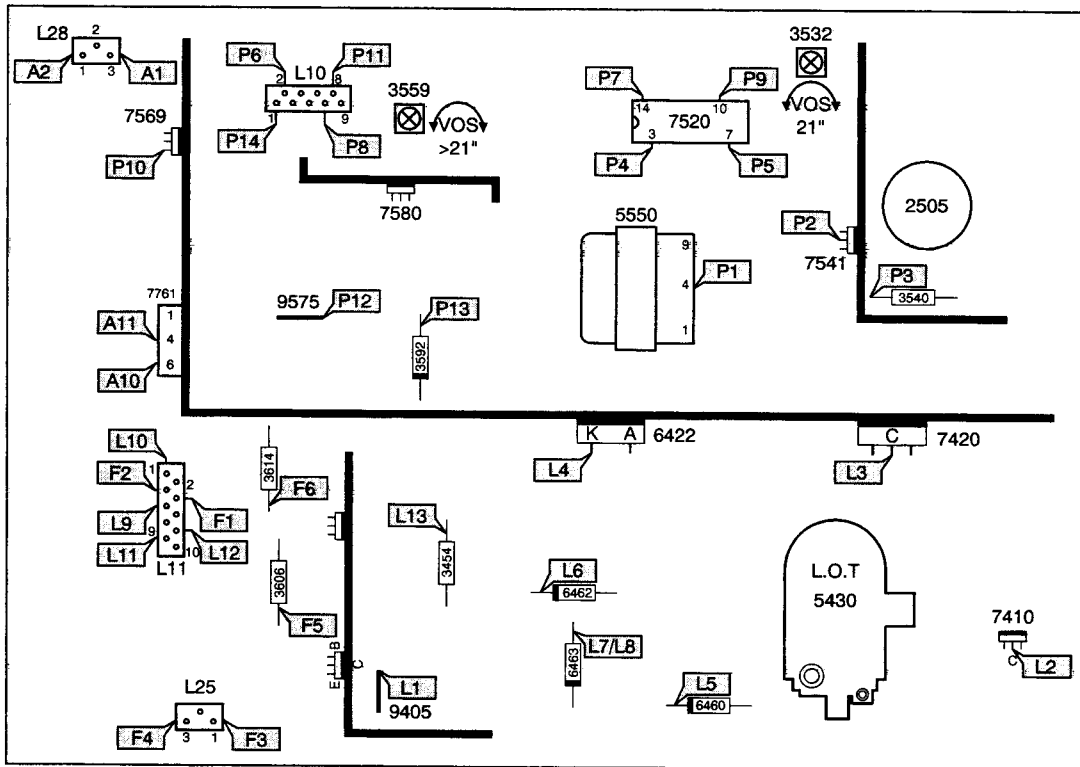 L28
2
A2
1
3
A1
7569
P10
P6
P11
2
L10
8
1
9
P14
P8
3559
VOS
>21"
7580
P7
P9
14
10
7520
3
7
P4
P5
3532
VOS
21"
2505
P2
7541
P3
3540
5550
9
4
1
P1
7761
1
4
6
A11
A10
9575
P12
P13
3592
K A
6422
L4
C
7420
L3
L10
1
F2
2
L9
F1
9
L11
L12
10
L11
3614
F6
3606
F5
B
C
E
L13
3454
L6
6462
L7/L8
6463
L5
6460
L1
9405
L.O.T
5430
7410
C
L2
L25
F4
3
1
F3